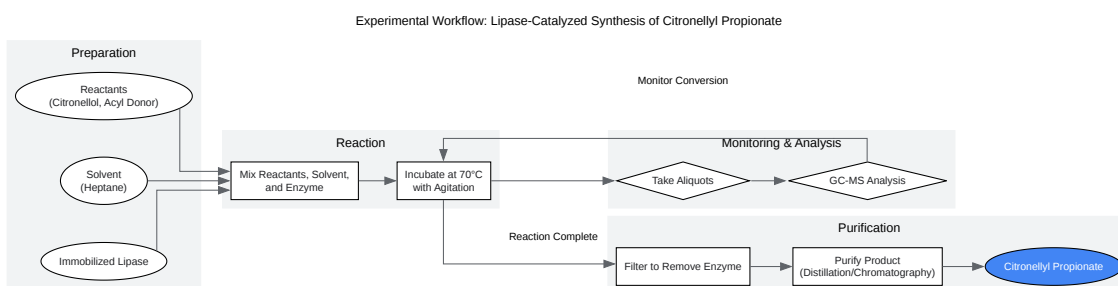 Experimental Workflow: Lipase-Catalyzed Synthesis of Citronellyl Propionate
Preparation
Reactants
(Citronellol, Acyl Donor)
Solvent
(Heptane)
Immobilized Lipase
Reaction
Mix Reactants, Solvent,
and Enzyme
Incubate at 70°C
with Agitation
Monitor Conversion
Monitoring & Analysis
Take Aliquots
GC-MS Analysis
Reaction Complete
Purification
Filter to Remove Enzyme
Purify Product
(Distillation/Chromatography)
Citronellyl Propionate